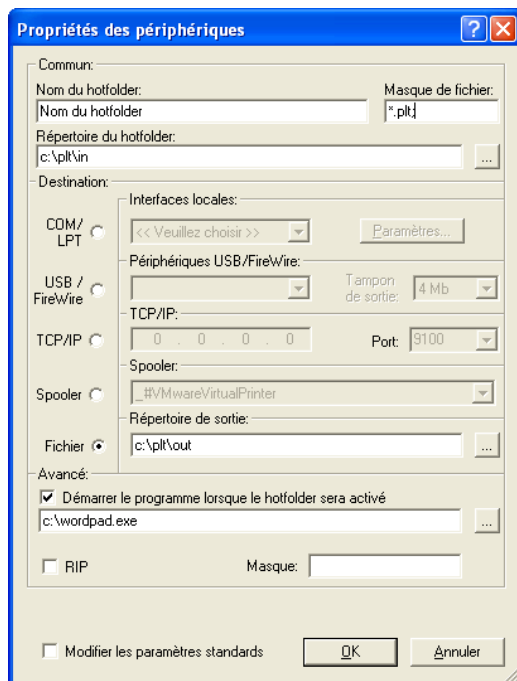 Propriétés des périphériques
Commun:
Nom du hotfolder:
Masque de fichier:
Nom du hotfolder
*.plt;
Répertoire du hotfolder:
c:\plt\in
...
Destination:
Interfaces locales:
COM/
LPT
<< Veuillez choisir >>
Paramètres...
Périphériques USB/FireWire:
USB /
FireWire
Tampon
de sortie:
4 Mb
TCP/IP:
TCP/IP
0 . 0 . 0 . 0
Port:
9100
Spooler:
Spooler
_#VMwareVirtualPrinter
Répertoire de sortie:
Fichier
c:\plt\out
...
Avancé:
Démarrer le programme lorsque le hotfolder sera activé
c:\wordpad.exe
...
RIP
Masque:
Modifier les paramètres standards
OK
Annuler